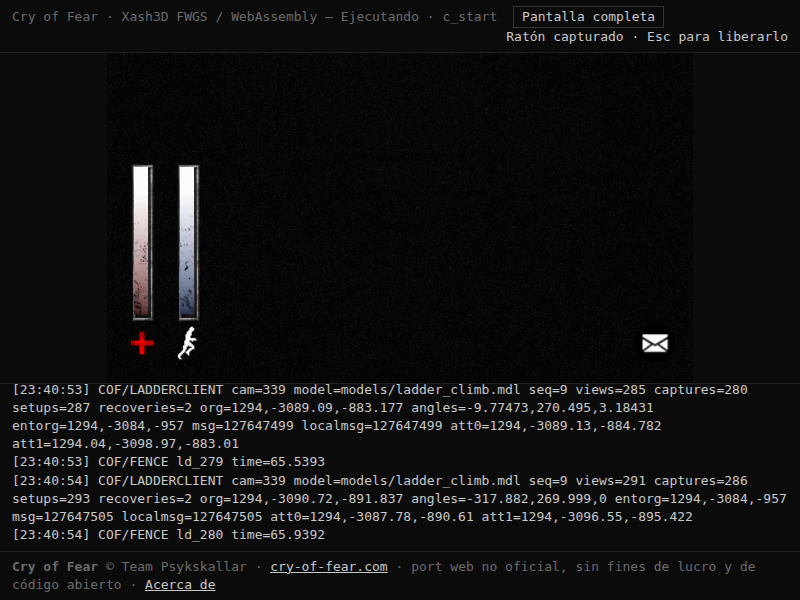 Cry of Fear · Xash3D FWGS / WebAssembly — Ejecutando · c_start
Pantalla completa
Ratón capturado · Esc para liberarlo
[23:40:53] COF/LADDERCLIENT cam=339 model=models/ladder_climb.mdl seq=9 views=285 captures=280
setups=287 recoveries=2 org=1294,-3089.09,-883.177 angles=-9.77473,270.495,3.18431
entorg=1294,-3084,-957 msg=127647499 localmsg=127647499 att0=1294,-3089.13,-884.782
att1=1294.04,-3098.97,-883.01
[23:40:53] COF/FENCE ld_279 time=65.5393
[23:40:54] COF/LADDERCLIENT cam=339 model=models/ladder_climb.mdl seq=9 views=291 captures=286
setups=293 recoveries=2 org=1294,-3090.72,-891.837 angles=-317.882,269.999,0 entorg=1294,-3084,-957
msg=127647505 localmsg=127647505 att0=1294,-3087.78,-890.61 att1=1294,-3096.55,-895.422
[23:40:54] COF/FENCE ld_280 time=65.9392
Cry of Fear © Team Psykskallar · cry-of-fear.com · port web no oficial, sin fines de lucro y de
código abierto · Acerca de